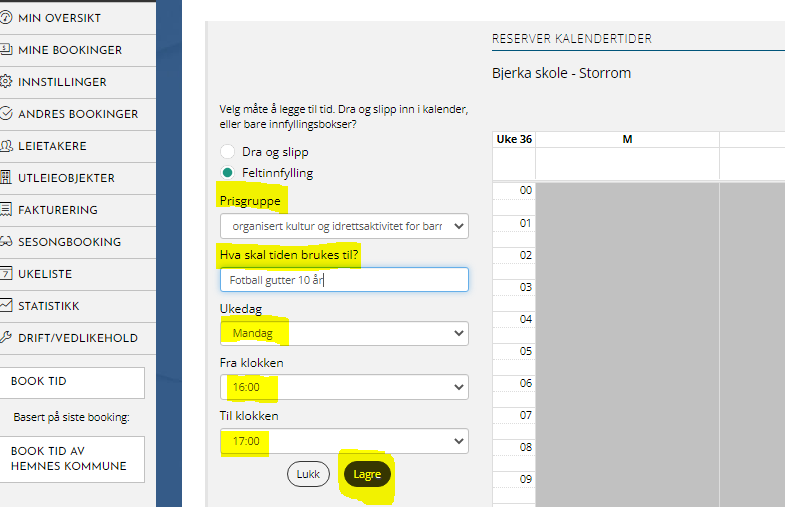 MIN OVERSIKT
MINE BOOKINGER
INNSTILLINGER
ANDRES BOOKINGER
LEIETAKERE
UTLEIEOBJEKTER
FAKTURERING
SESONGBOOKING
UKELISTE
STATISTIKK
DRIFT/VEDLIKEHOLD
BOOK TID
Basert på siste booking:
BOOK TID AV
HEMNES KOMMUNE
Velg måte å legge til tid. Dra og slipp inn i kalender,
eller bare innfyllingsbokser?
Dra og slipp
Feltinnfylling
Prisgruppe
organisert kultur og idrettsaktivitet for barr
Hva skal tiden brukes til?
Fotball gutter 10 år
Ukedag
Mandag
Fra klokken
16:00
Til klokken
17:00
Lukk
Lagre
RESERVER KALENDERTIDER
Bjerka skole - Storrom
Uke 36 M
00
01
02
03
04
05
06
07
08
09